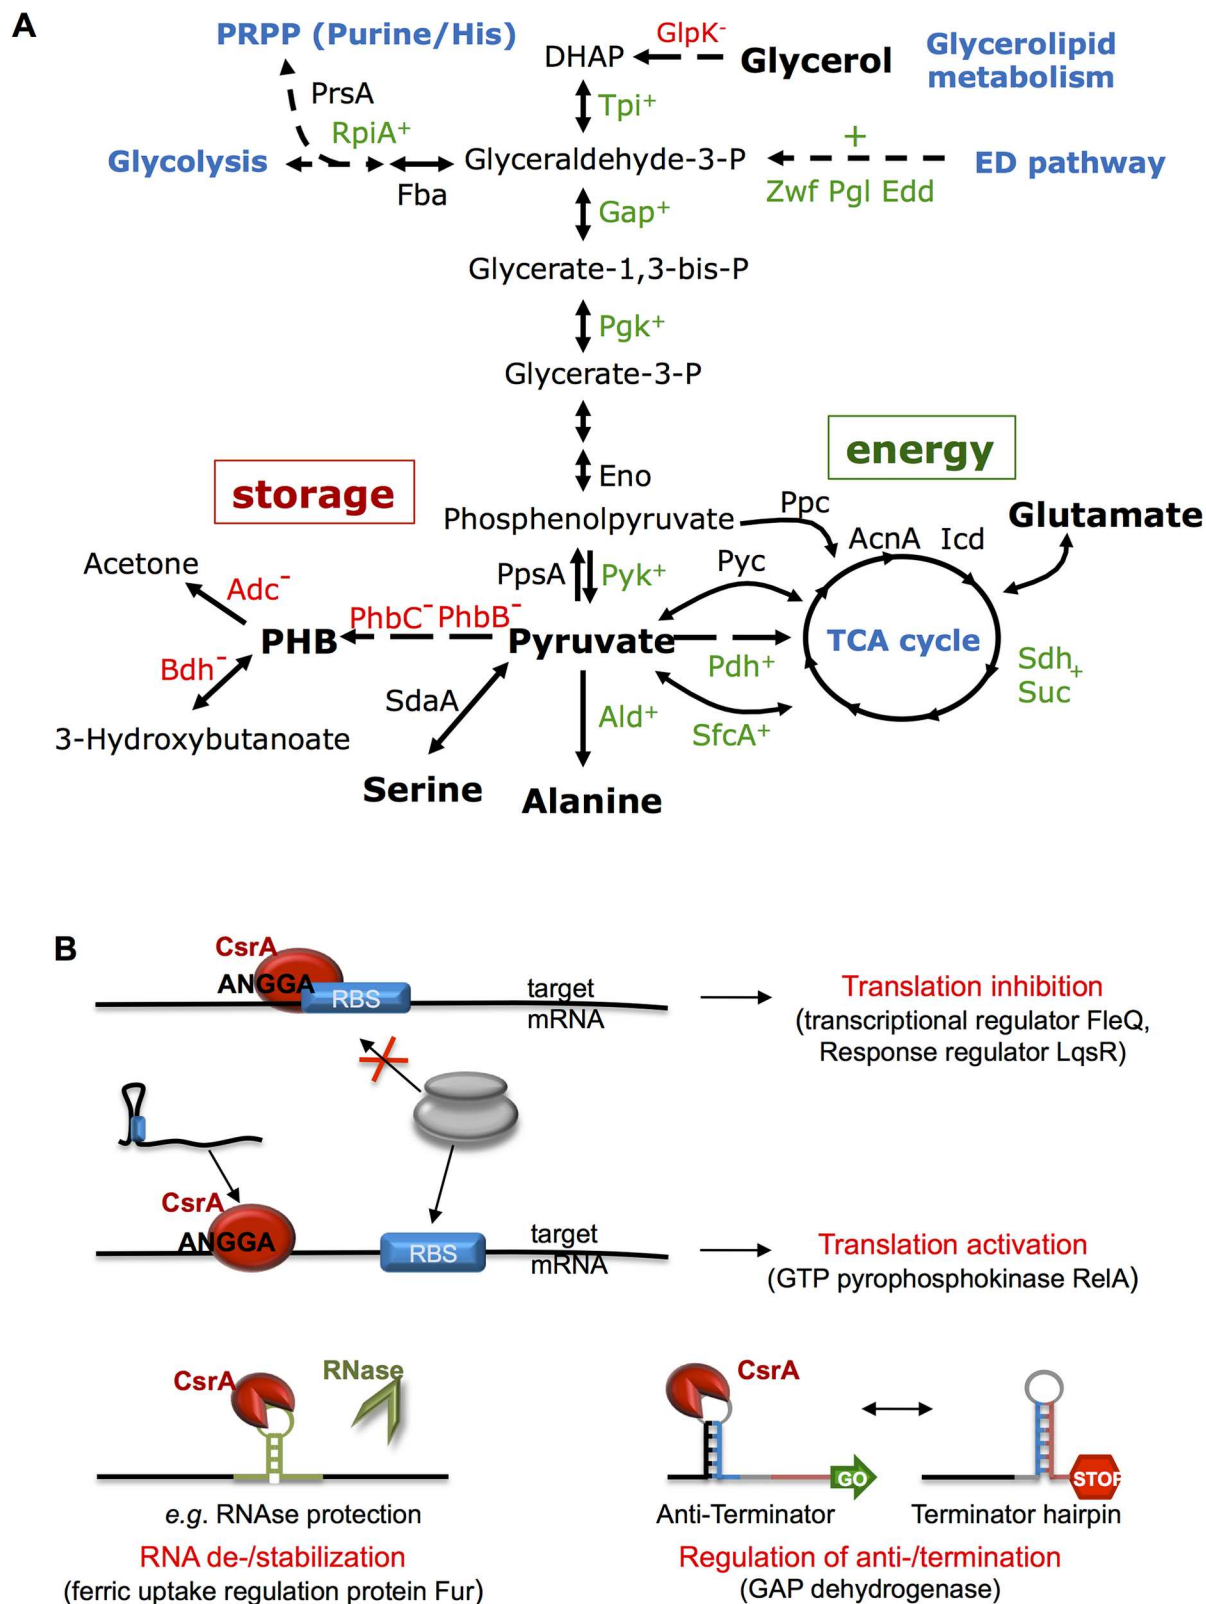 A
PRPP (Purine/His)
DHAP
GlpK-
Glycerol
Glycerolipid
metabolism
PrsA
Tpi+
RpiA+
+
Glycolysis
Glyceraldehyde-3-P
ED pathway
Fba
Zwf Pgl Edd
Gap+
Glycerate-1,3-bis-P
Pgk+
Glycerate-3-P
storage
energy
Eno
Phosphenolpyruvate
Ppc
Glutamate
AcnA Icd
Acetone
Adc-
PpsA
Pyk+
Pyc
PhbC- PhbB-
PHB
Pyruvate
TCA cycle
Bdh-
Pdh+
Sdh
+
Suc
SdaA
Ald+
SfcA+
3-Hydroxybutanoate
Serine
Alanine
B
CsrA
ANGGA
RBS
target
mRNA
Translation inhibition
(transcriptional regulator FleQ,
Response regulator LqsR)
CsrA
ANGGA
RBS
target
mRNA
Translation activation
(GTP pyrophosphokinase RelA)
CsrA
RNase
CsrA
GO
STOP
e.g. RNAse protection
Anti-Terminator
Terminator hairpin
RNA de-/stabilization
(ferric uptake regulation protein Fur)
Regulation of anti-/termination
(GAP dehydrogenase)